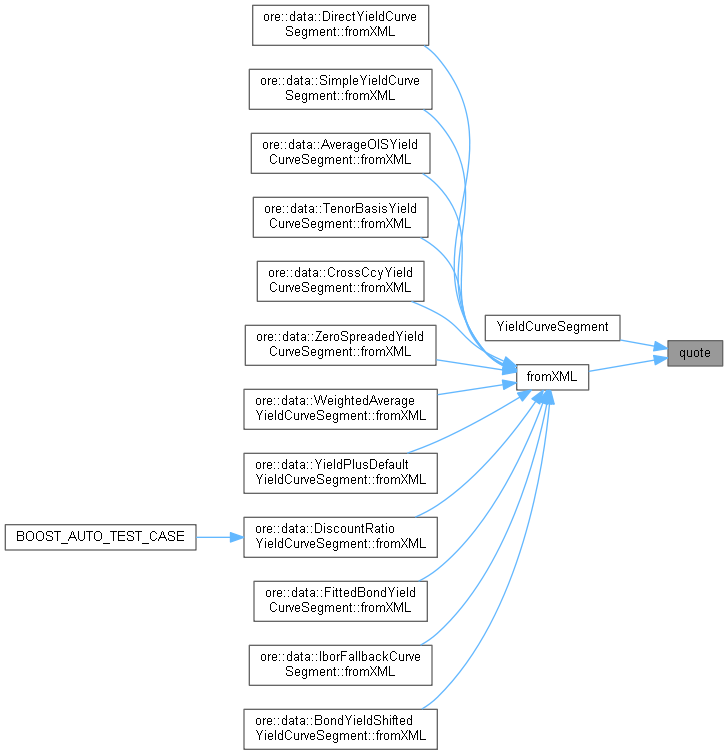 ore::data::DirectYieldCurve
Segment::fromXML
ore::data::SimpleYieldCurve
Segment::fromXML
ore::data::AverageOISYield
CurveSegment::fromXML
ore::data::TenorBasisYield
CurveSegment::fromXML
ore::data::CrossCcyYield
CurveSegment::fromXML
YieldCurveSegment
ore::data::ZeroSpreadedYield
CurveSegment::fromXML
quote
fromXML
ore::data::WeightedAverage
YieldCurveSegment::fromXML
ore::data::YieldPlusDefault
YieldCurveSegment::fromXML
BOOST_AUTO_TEST_CASE
ore::data::DiscountRatio
YieldCurveSegment::fromXML
ore::data::FittedBondYield
CurveSegment::fromXML
ore::data::IborFallbackCurve
Segment::fromXML
ore::data::BondYieldShifted
YieldCurveSegment::fromXML